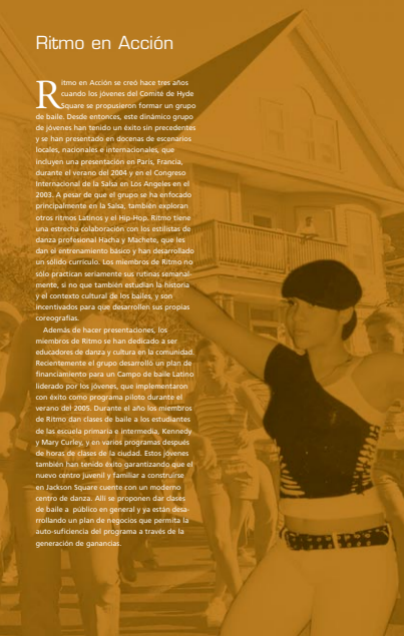 Ritmo en Acción
Ritmo en Acción se creó hace tres años
cuando los jóvenes del Comité de Hyde
Square se propusieron formar un grupo
de baile. Desde entonces, este dinámico grupo
de jóvenes han tenido un éxito sin precedentes
y se han presentado en docenas de escenarios
locales, nacionales e internacionales, que
incluyen una presentación en París, Francia,
durante el verano del 2004 y en el Congreso
Internacional de la Salsa en Los Angeles en el
2003. A pesar de que el grupo se ha enfocado
principalmente en la Salsa, también exploran
otros ritmos Latinos y el Hip-Hop. Ritmo tiene
una estrecha colaboración con los estilistas de
danza profesional Hacha y Machete, que les
dan el entrenamiento básico y han desarrollado
un sólido currículo. Los miembros de Ritmo no
sólo practican seriamente sus rutinas semanal-
mente, si no que también estudian la historia
y el contexto cultural de los bailes, y son
incentivados para que desarrollen sus propias
coreografías.
Además de hacer presentaciones, los
miembros de Ritmo se han dedicado a ser
educadores de danza y cultura en la comunidad.
Recientemente el grupo desarrolló un plan de
financiamiento para un Campo de baile Latino
liderado por los jóvenes, que implementaron
con éxito como programa piloto durante el
verano del 2005. Durante el año los miembros
de Ritmo dan clases de baile a los estudiantes
de las escuela primaria e intermedia, Kennedy
y Mary Curley, y en varios programas después
de horas de clases de la ciudad. Estos jóvenes
también han tenido éxito garantizando que el
nuevo centro Juvenil y familiar a construirse
en Jackson Square cuente con un moderno
centro de danza. Allí se proponen dar clases
de baile a público en general y ya están desa-
rrollando un plan de negocios que permita la
auto-suficiencia del programa a través de la
generación de ganancias.